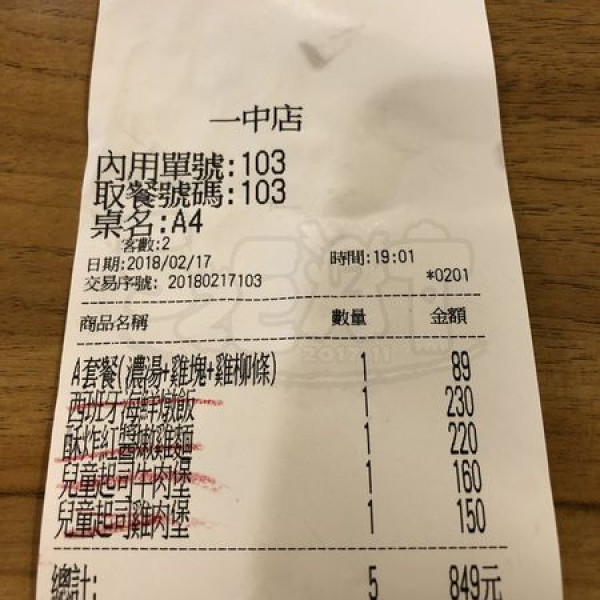 一中店
內用單號:103
取餐號碼:103
桌名:A4
客數:2
日期:2018/02/17 時間:19:01
交易序號: 20180217103 *0201
商品名稱 數量 金額
A套餐(濃湯+雞塊+雞柳條) 1 89
西班牙海鮮燉飯 1 230
酥炸紅醬嫩雞麵 1 220
兒童起司牛肉堡 1 160
兒童起司雞肉堡 1 150
總計: 5 849元